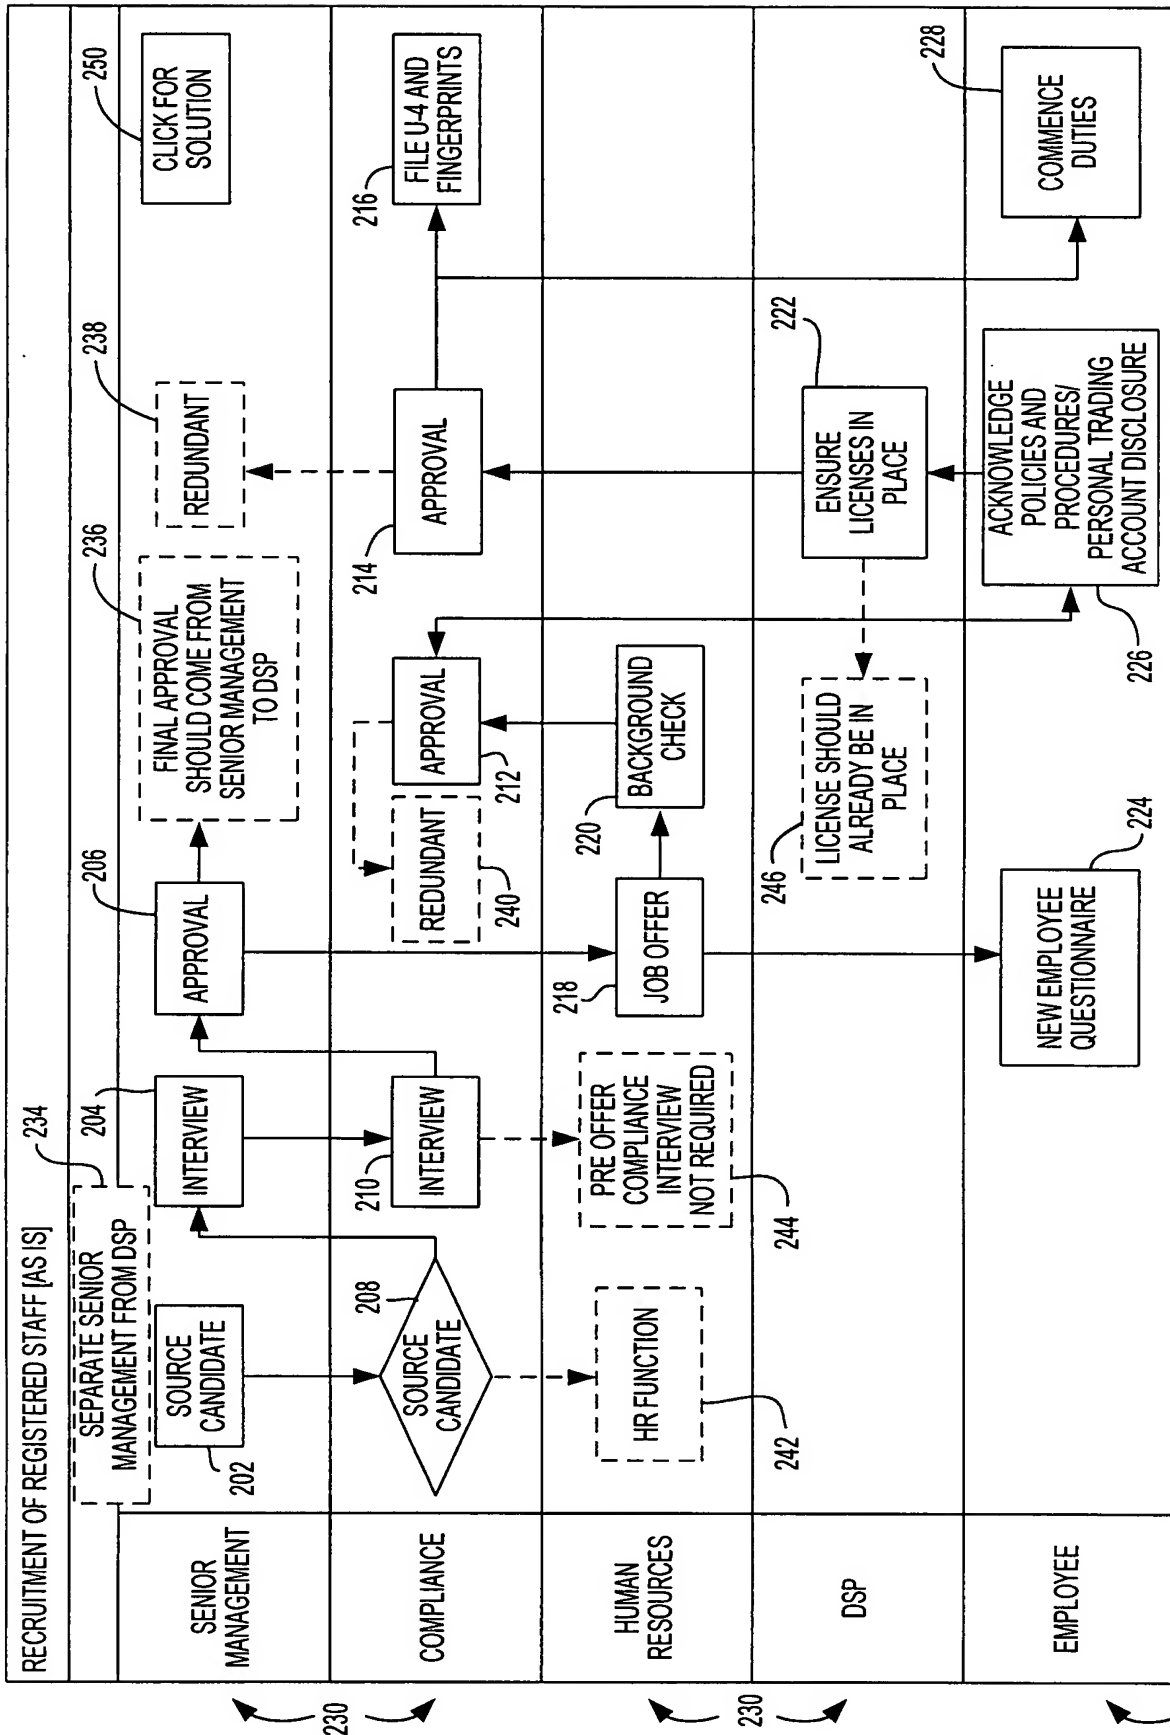 RECRUITMENT OF REGISTERED STAFF [AS IS]
234
SEPARATE SENIOR
MANAGEMENT FROM DSP
204
206
236
238
250
SENIOR
MANAGEMENT
SOURCE
CANDIDATE
202
INTERVIEW
APPROVAL
FINAL APPROVAL
SHOULD COME FROM
SENIOR MANAGEMENT
TO DSP
REDUNDANT
CLICK FOR
SOLUTION
230
COMPLIANCE
SOURCE
CANDIDATE
208
210
INTERVIEW
REDUNDANT
240
APPROVAL
212
214
APPROVAL
216
FILE U-4 AND
FINGERPRINTS
HUMAN
RESOURCES
HR FUNCTION
242
PRE OFFER
COMPLIANCE
INTERVIEW
NOT REQUIRED
244
218
JOB OFFER
220
BACKGROUND
CHECK
230
DSP
246
LICENSE SHOULD
ALREADY BE IN
PLACE
222
ENSURE
LICENSES IN
PLACE
EMPLOYEE
NEW EMPLOYEE
QUESTIONNAIRE
224
226
ACKNOWLEDGE
POLICIES AND
PROCEDURES/
PERSONAL TRADING
ACCOUNT DISCLOSURE
228
COMMENCE
DUTIES